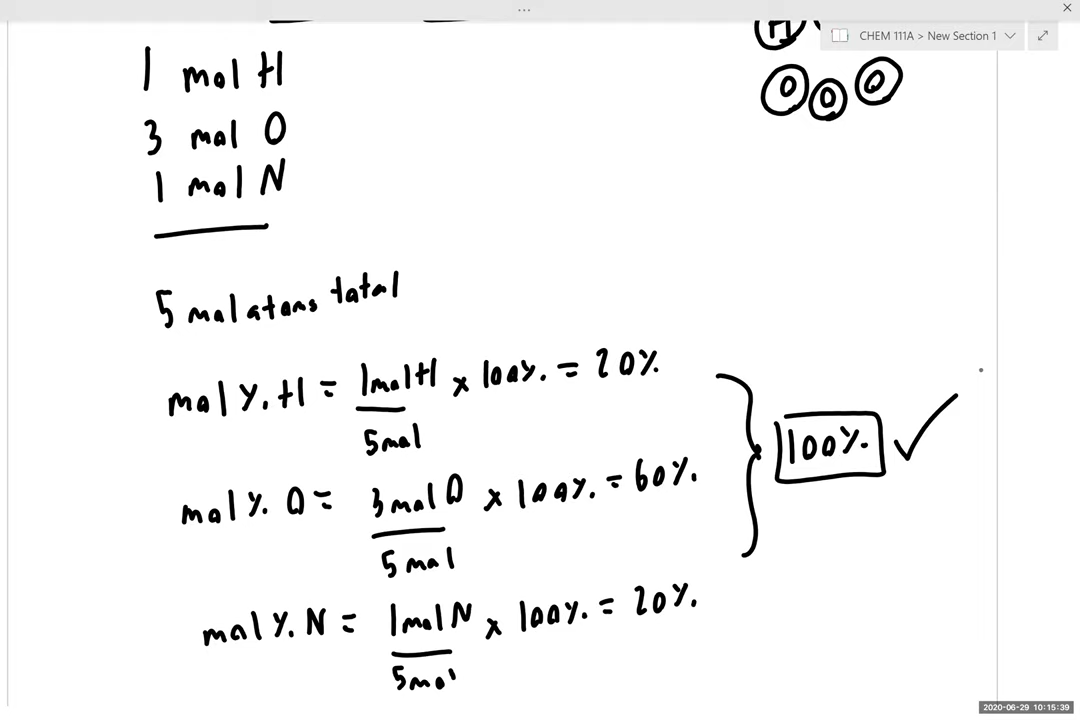 CHEM 111A > New Section 1
H
O O O
1 mol H
3 mol O
1 mol N
5 mol atoms total
mol %. H = 1 mol H / 5 mol x 100%. = 20%.
100%. ✓
mol %. O = 3 mol O / 5 mol x 100%. = 60%.
mol %. N = 1 mol N / 5 mol x 100%. = 20%.
2020-06-29 10:15:39